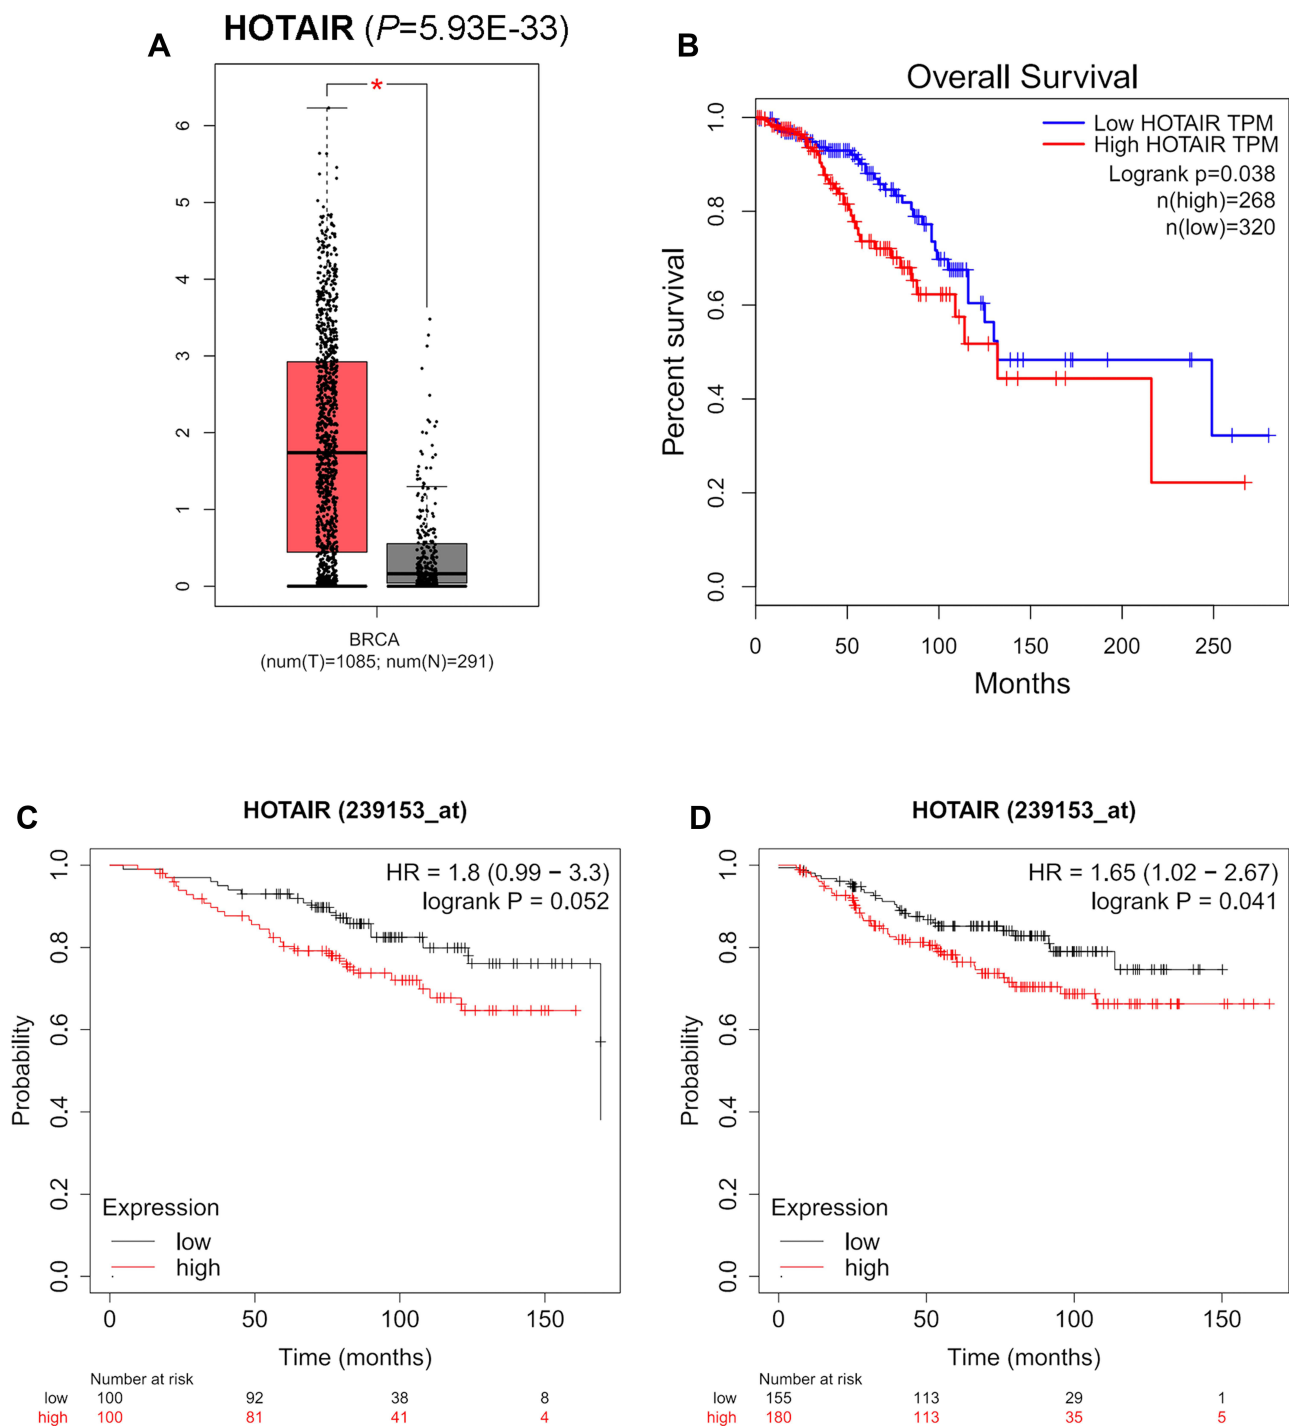 HOTAIR (P=5.93E-33)
A
*
6
5
4
3
2
1
0
BRCA
(num(T)=1085; num(N)=291)
B
Overall Survival
Low HOTAIR TPM
High HOTAIR TPM
Logrank p=0.038
n(high)=268
n(low)=320
Percent survival
1.0
0.8
0.6
0.4
0.2
0.0
0 50 100 150 200 250
Months
C
HOTAIR (239153_at)
HR = 1.8 (0.99 − 3.3)
logrank P = 0.052
Probability
1.0
0.8
0.6
0.4
0.2
0.0
Expression
low
high
0 50 100 150
Time (months)
Number at risk
low 100 92 38 8
high 100 81 41 4
D
HOTAIR (239153_at)
HR = 1.65 (1.02 − 2.67)
logrank P = 0.041
Probability
1.0
0.8
0.6
0.4
0.2
0.0
Expression
low
high
0 50 100 150
Time (months)
Number at risk
low 155 113 29 1
high 180 113 35 5